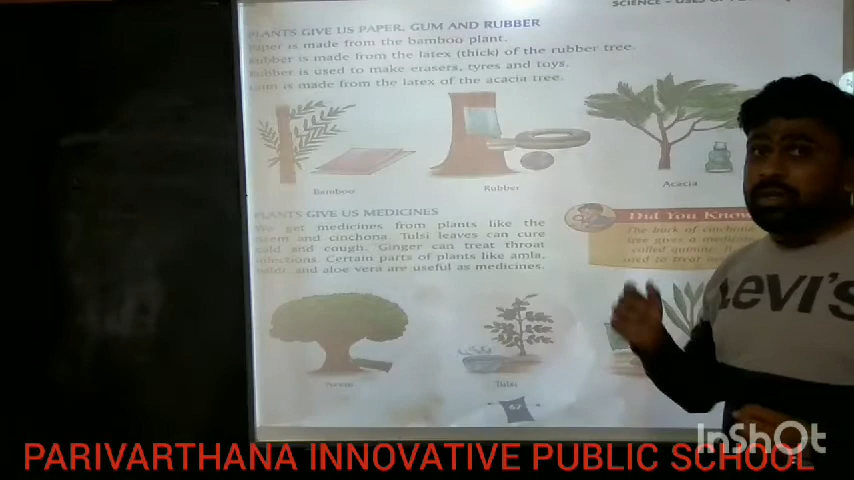 SCIENCE - USES OF
PLANTS GIVE US PAPER, GUM AND RUBBER
Paper is made from the bamboo plant.
Rubber is made from the latex (thick) of the rubber tree.
Rubber is used to make erasers, tyres and toys.
Gum is made from the latex of the acacia tree.
Bamboo
Rubber
Acacia
PLANTS GIVE US MEDICINES
We get medicines from plants like the
neem and cinchona. Tulsi leaves can cure
cold and cough. Ginger can treat throat
infections. Certain parts of plants like amla,
and aloe vera are useful as medicines.
Did You Know
The bark of cinchona
tree gives a medicine
called quinine
used to treat
Neem
Tulsi
67
LEVI'S
InShOt
PARIVARTHANA INNOVATIVE PUBLIC SCHOOL